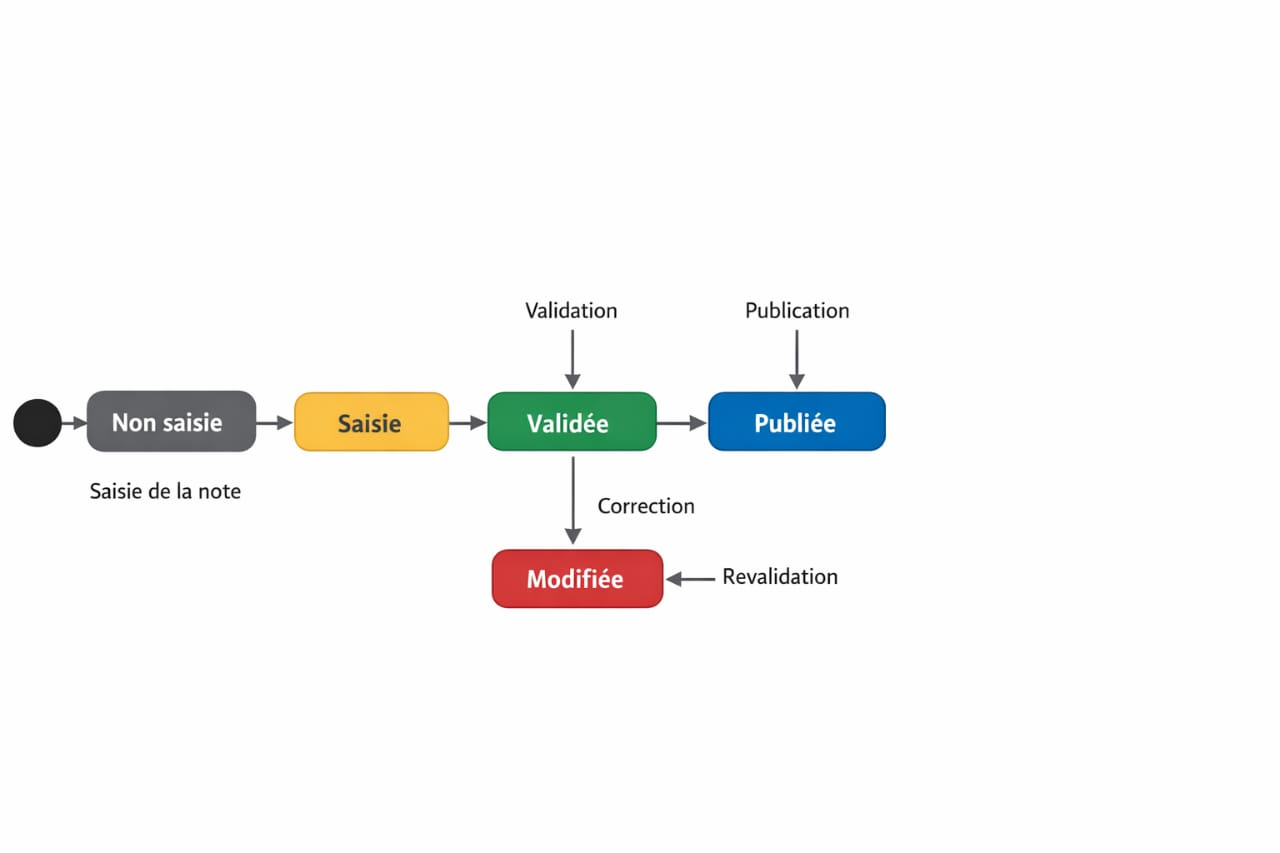 Validation
Publication
Non saisie
Saisie
Validée
Publiée
Saisie de la note
Correction
Modifiée
Revalidation